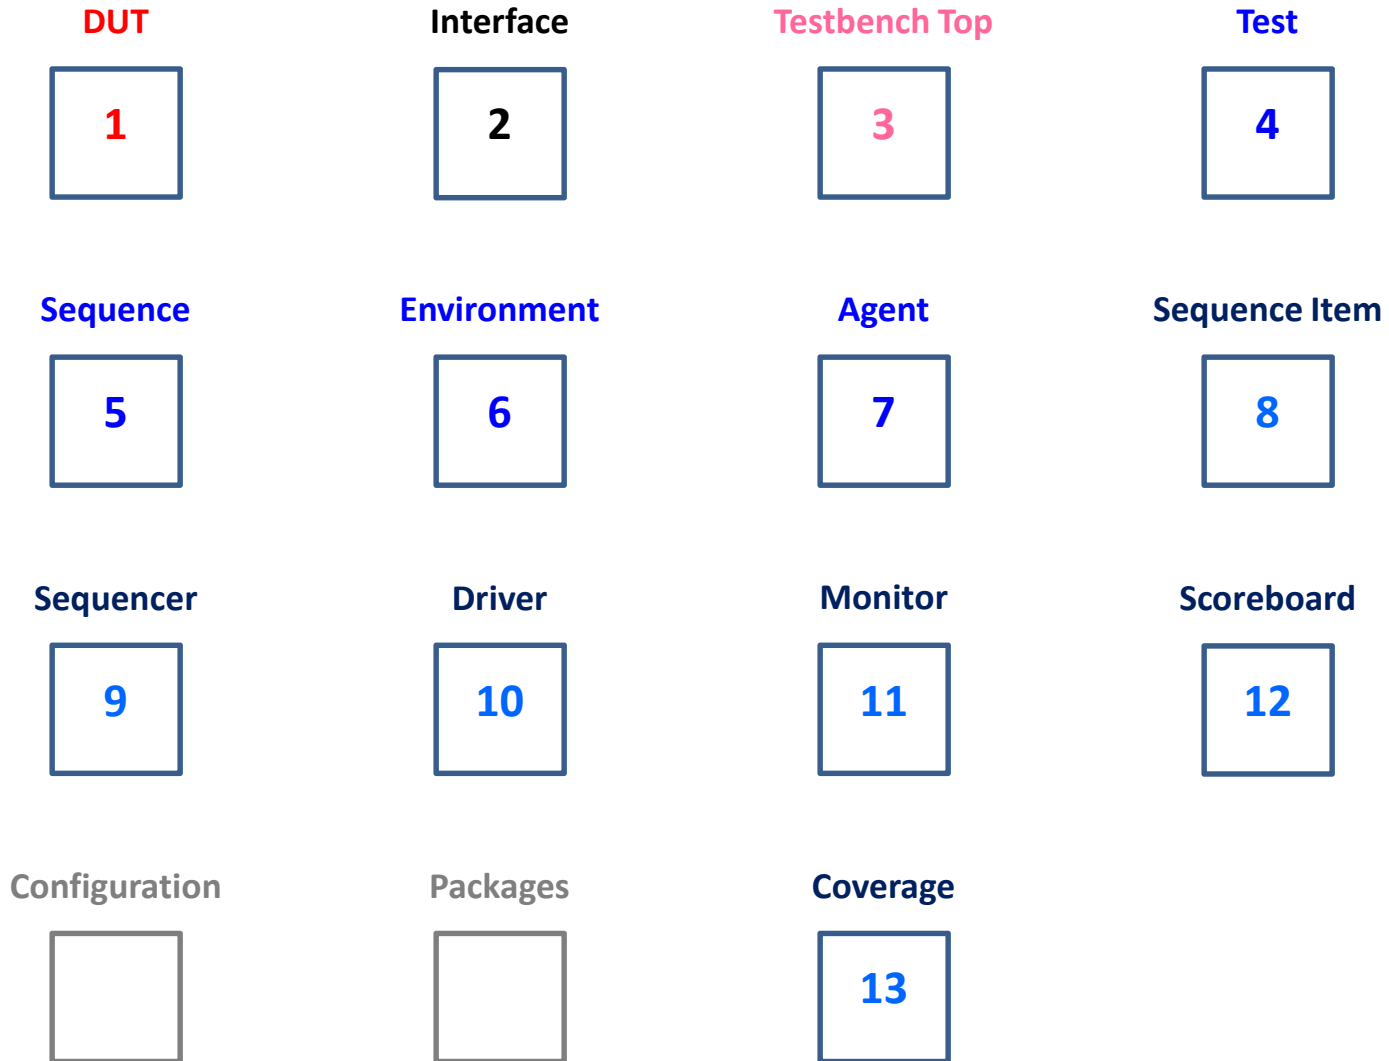 DUT Interface Testbench Top Test
1 2 3 4
Sequence Environment Agent Sequence Item
5 6 7 8
Sequencer Driver Monitor Scoreboard
9 10 11 12
Configuration Packages Coverage
13